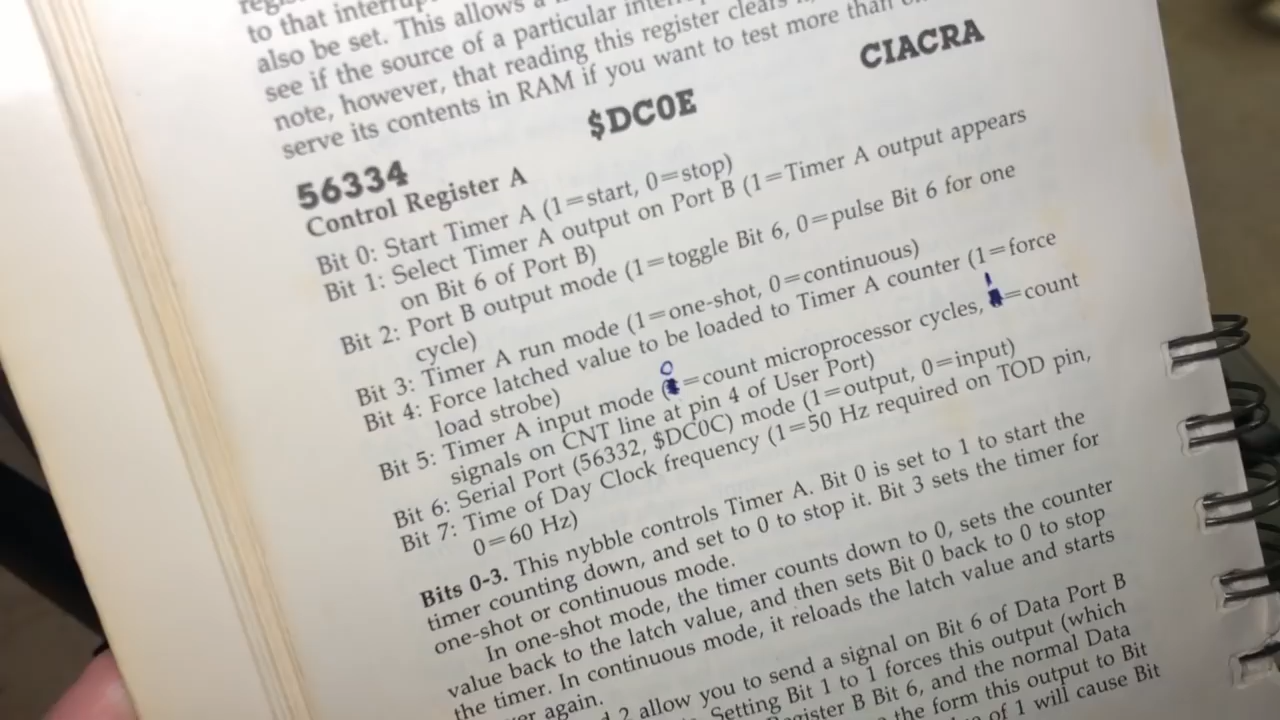 to that interrup
also be set. This allows a
see if the source of a particular inter
note, however, that reading this register clears
serve its contents in RAM if you want to test more than
56334 $DC0E CIACRA
Control Register A
Bit 0: Start Timer A (1=start, 0=stop)
Bit 1: Select Timer A output on Port B (1=Timer A output appears
on Bit 6 of Port B)
Bit 2: Port B output mode (1=toggle Bit 6, 0=pulse Bit 6 for one
cycle)
Bit 3: Timer A run mode (1=one-shot, 0=continuous)
Bit 4: Force latched value to be loaded to Timer A counter (1=force
load strobe)
Bit 5: Timer A input mode (0=count microprocessor cycles, 1=count
signals on CNT line at pin 4 of User Port)
Bit 6: Serial Port (56332, $DC0C) mode (1=output, 0=input)
Bit 7: Time of Day Clock frequency (1=50 Hz required on TOD pin,
0=60 Hz)
Bits 0-3. This nybble controls Timer A. Bit 0 is set to 1 to start the
timer counting down, and set to 0 to stop it. Bit 3 sets the timer for
one-shot or continuous mode.
In one-shot mode, the timer counts down to 0, sets the counter
value back to the latch value, and then sets Bit 0 back to 0 to stop
the timer. In continuous mode, it reloads the latch value and starts
er again.
2 allow you to send a signal on Bit 6 of Data Port B
Setting Bit 1 to 1 forces this output (which
gister B Bit 6, and the normal Data
the form this output to Bit
of 1 will cause Bit